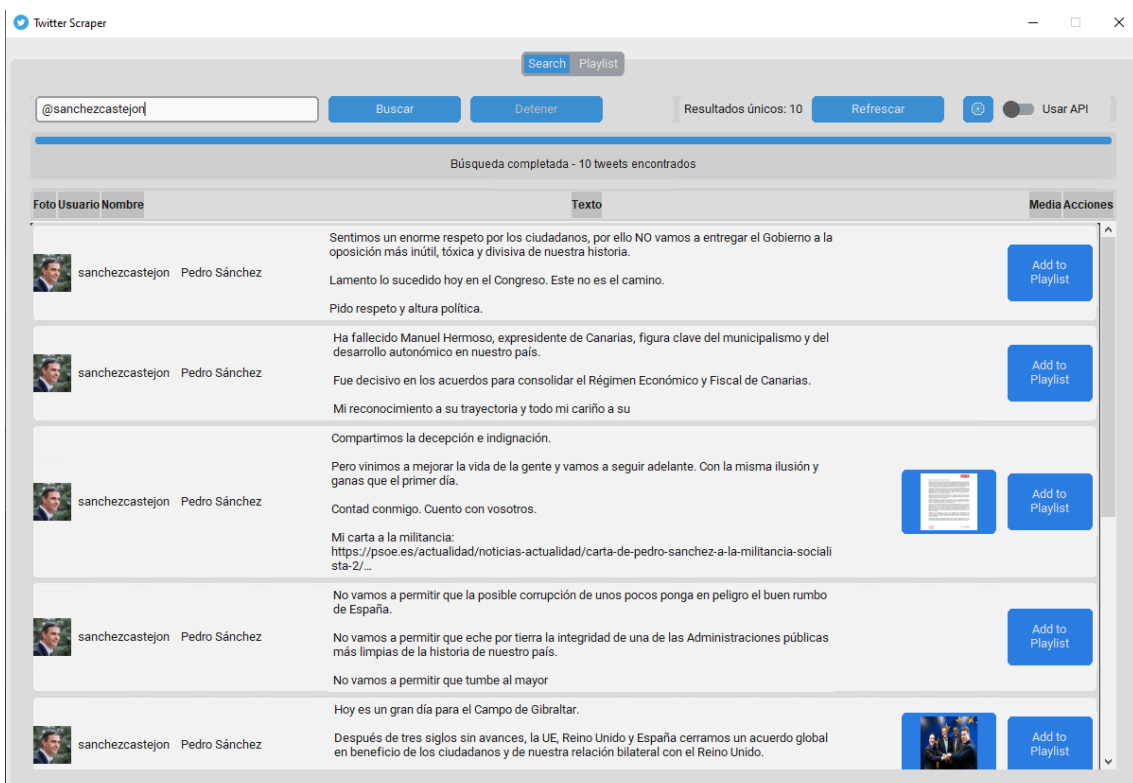 Twitter Scraper
Search Playlist
@sanchezcastejon
Buscar
Detener
Resultados únicos: 10
Refrescar
Usar API
Búsqueda completada - 10 tweets encontrados
Foto Usuario Nombre Texto Media Acciones
sanchezcastejon Pedro Sánchez
Sentimos un enorme respeto por los ciudadanos, por ello NO vamos a entregar el Gobierno a la
oposición más inútil, tóxica y divisiva de nuestra historia.
Lamento lo sucedido hoy en el Congreso. Este no es el camino.
Pido respeto y altura política.
Add to
Playlist
sanchezcastejon Pedro Sánchez
Ha fallecido Manuel Hermoso, expresidente de Canarias, figura clave del municipalismo y del
desarrollo autonómico en nuestro país.
Fue decisivo en los acuerdos para consolidar el Régimen Económico y Fiscal de Canarias.
Mi reconocimiento a su trayectoria y todo mi cariño a su
Add to
Playlist
sanchezcastejon Pedro Sánchez
Compartimos la decepción e indignación.
Pero vinimos a mejorar la vida de la gente y vamos a seguir adelante. Con la misma ilusión y
ganas que el primer día.
Contad conmigo. Cuento con vosotros.
Mi carta a la militancia:
https://psoe.es/actualidad/noticias-actualidad/carta-de-pedro-sanchez-a-la-militancia-sociali
sta-2/…
Add to
Playlist
sanchezcastejon Pedro Sánchez
No vamos a permitir que la posible corrupción de unos pocos ponga en peligro el buen rumbo
de España.
No vamos a permitir que eche por tierra la integridad de una de las Administraciones públicas
más limpias de la historia de nuestro país.
No vamos a permitir que tumbe al mayor
Add to
Playlist
sanchezcastejon Pedro Sánchez
Hoy es un gran día para el Campo de Gibraltar.
Después de tres siglos sin avances, la UE, Reino Unido y España cerramos un acuerdo global
en beneficio de los ciudadanos y de nuestra relación bilateral con el Reino Unido.
Add to
Playlist